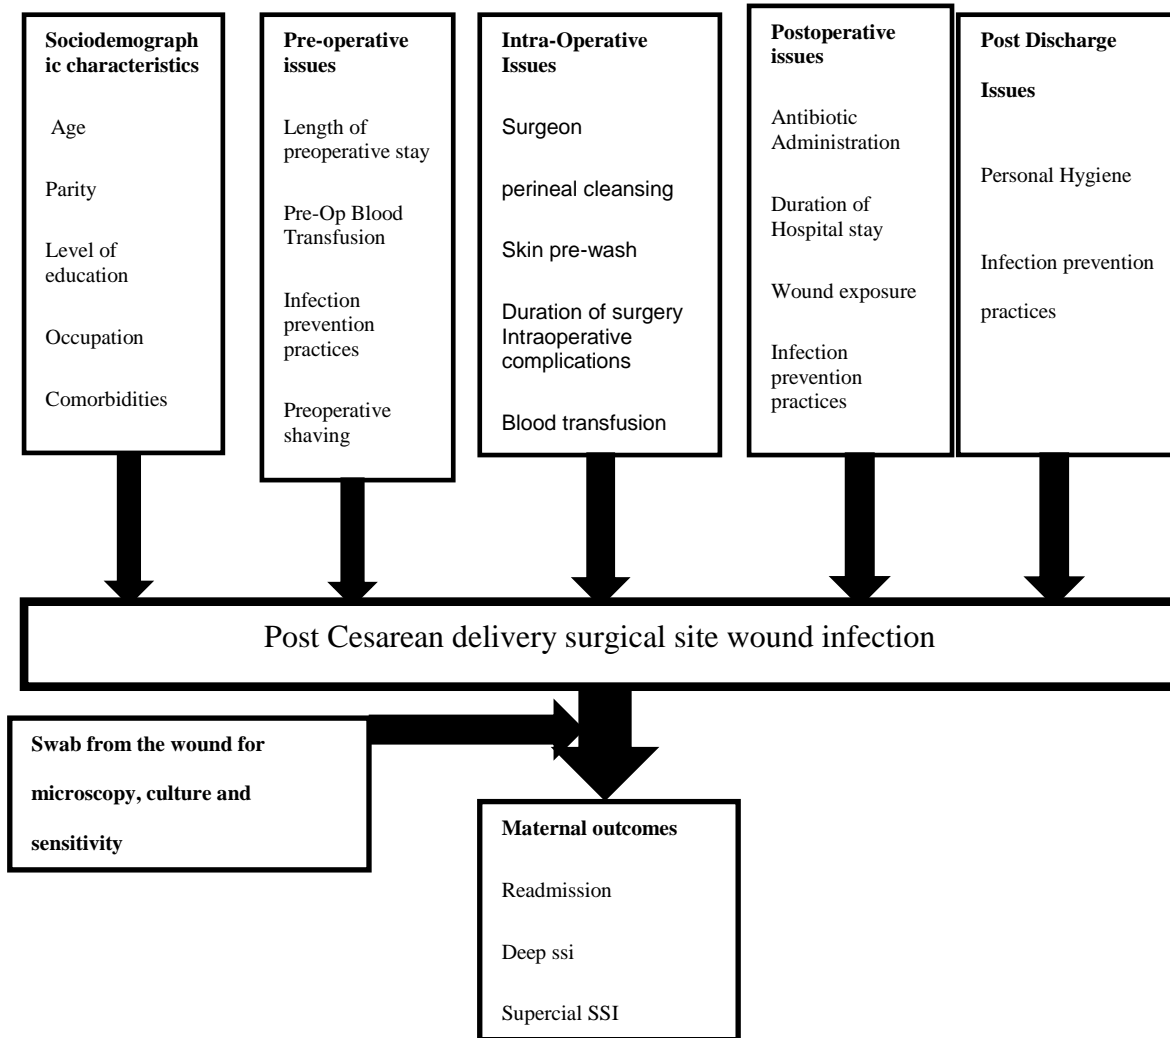 Sociodemograph
ic characteristics
Age
Parity
Level of
education
Occupation
Comorbidities
Pre-operative
issues
Length of
preoperative stay
Pre-Op Blood
Transfusion
Infection
prevention
practices
Preoperative
shaving
Intra-Operative
Issues
Surgeon
perineal cleansing
Skin pre-wash
Duration of surgery
Intraoperative
complications
Blood transfusion
Postoperative
issues
Antibiotic
Administration
Duration of
Hospital stay
Wound exposure
Infection
prevention
practices
Post Discharge
Issues
Personal Hygiene
Infection prevention
practices
Post Cesarean delivery surgical site wound infection
Swab from the wound for
microscopy, culture and
sensitivity
Maternal outcomes
Readmission
Deep ssi
Supercial SSI